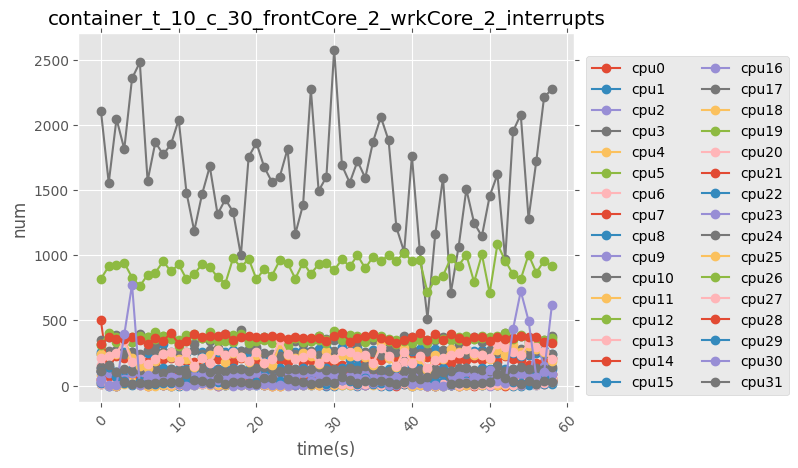 container_t_10_c_30_frontCore_2_wrkCore_2_interrupts
2500
2000
1500
1000
500
0
num
0
10
20
30
40
50
60
time(s)
cpu0
cpu1
cpu2
cpu3
cpu4
cpu5
cpu6
cpu7
cpu8
cpu9
cpu10
cpu11
cpu12
cpu13
cpu14
cpu15
cpu16
cpu17
cpu18
cpu19
cpu20
cpu21
cpu22
cpu23
cpu24
cpu25
cpu26
cpu27
cpu28
cpu29
cpu30
cpu31